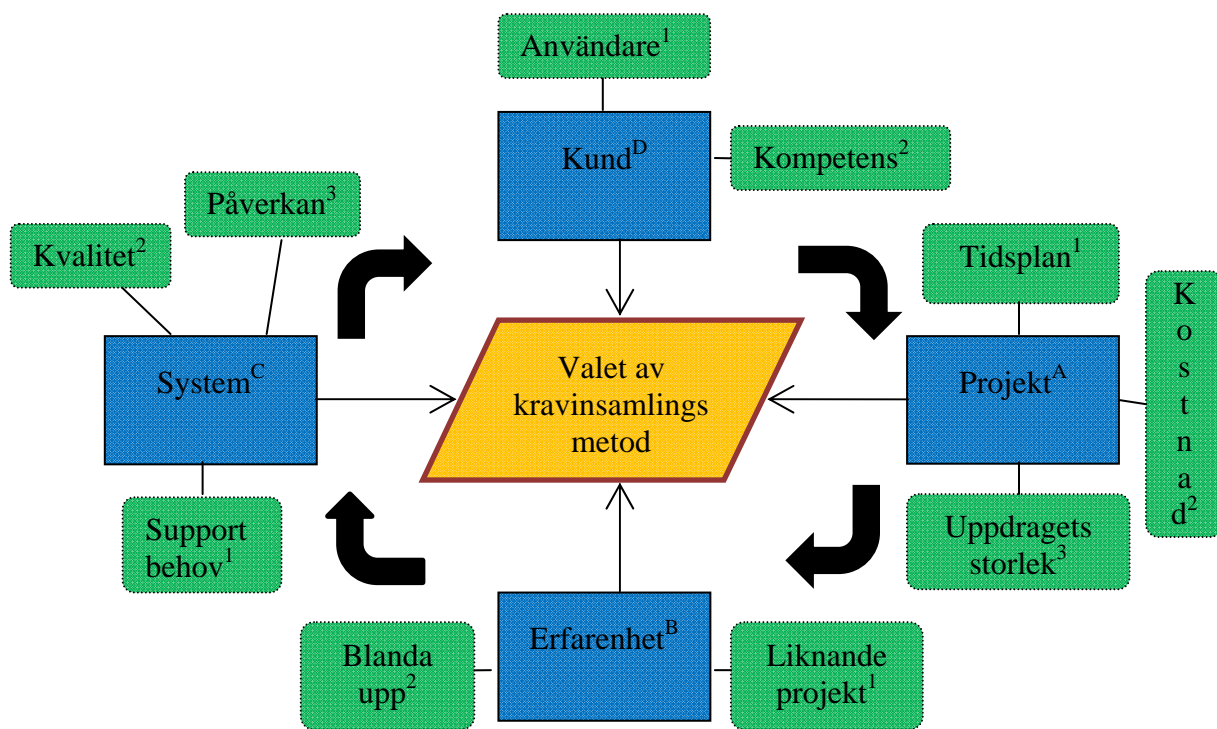 Användare¹
Kundᴰ
Kompetens²
Påverkan³
Kvalitet²
Tidsplan¹
K
o
s
t
n
a
d²
Systemᶜ
Valet av
kravinsamlings
metod
Projektᴬ
Support
behov¹
Uppdragets
storlek³
Blanda
upp²
Erfarenhetᴮ
Liknande
projekt¹